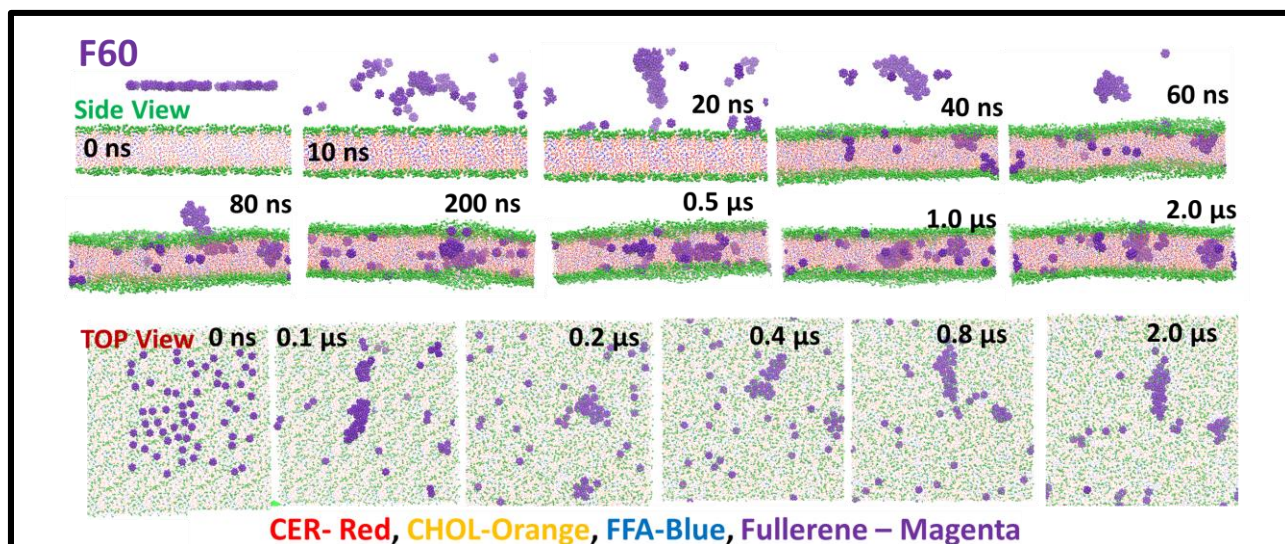 F60
Side View
0 ns
10 ns
20 ns
40 ns
60 ns
80 ns
200 ns
0.5 µs
1.0 µs
2.0 µs
TOP View
0 ns
0.1 µs
0.2 µs
0.4 µs
0.8 µs
2.0 µs
CER- Red, CHOL-Orange, FFA-Blue, Fullerene – Magenta